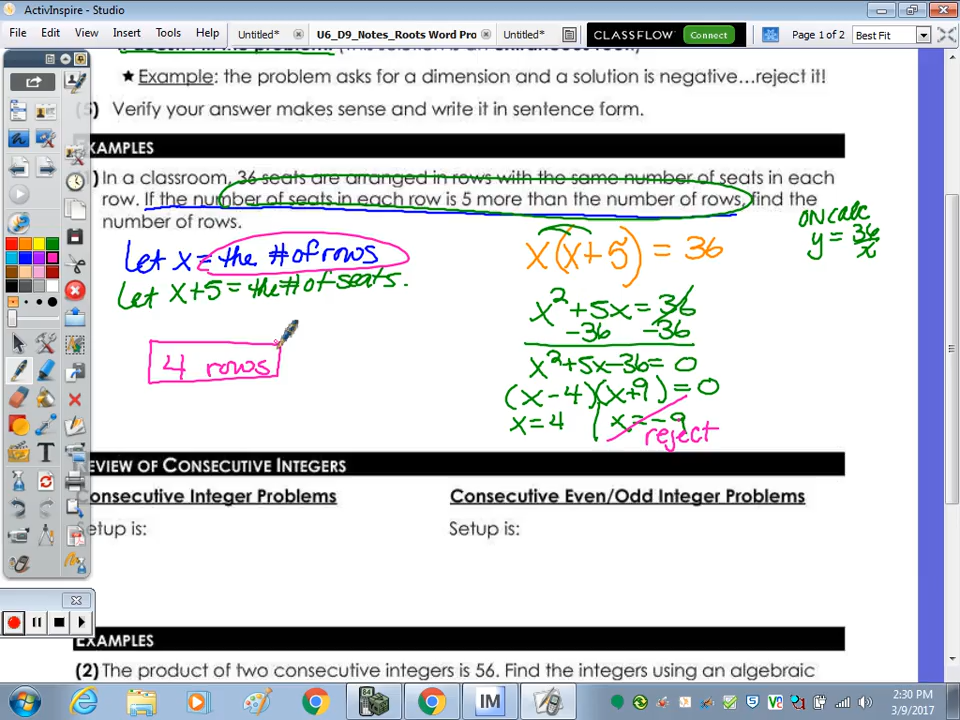 ActivInspire - Studio
File Edit View Insert Tools Help
Untitled*
U6_D9_Notes_Roots Word Pro
Untitled*
CLASSFLOW Connect
Page 1 of 2
Best Fit
★ Example: the problem asks for a dimension and a solution is negative…reject it!
(5) Verify your answer makes sense and write it in sentence form.
XAMPLES
) In a classroom, 36 seats are arranged in rows with the same number of seats in each
row. If the number of seats in each row is 5 more than the number of rows, find the
number of rows.
on calc
y = 36/x
Let x = the # of rows
Let x+5 = the # of seats.
x(x+5) = 36
x²+5x = 36
-36 -36
x²+5x-36 = 0
(x-4)(x+9) = 0
x=4 | x=-9
reject
4 rows
EVIEW OF CONSECUTIVE INTEGERS
onsecutive Integer Problems
Consecutive Even/Odd Integer Problems
etup is:
Setup is:
EXAMPLES
(2) The product of two consecutive integers is 56. Find the integers using an algebraic
IM
2:30 PM
3/9/2017